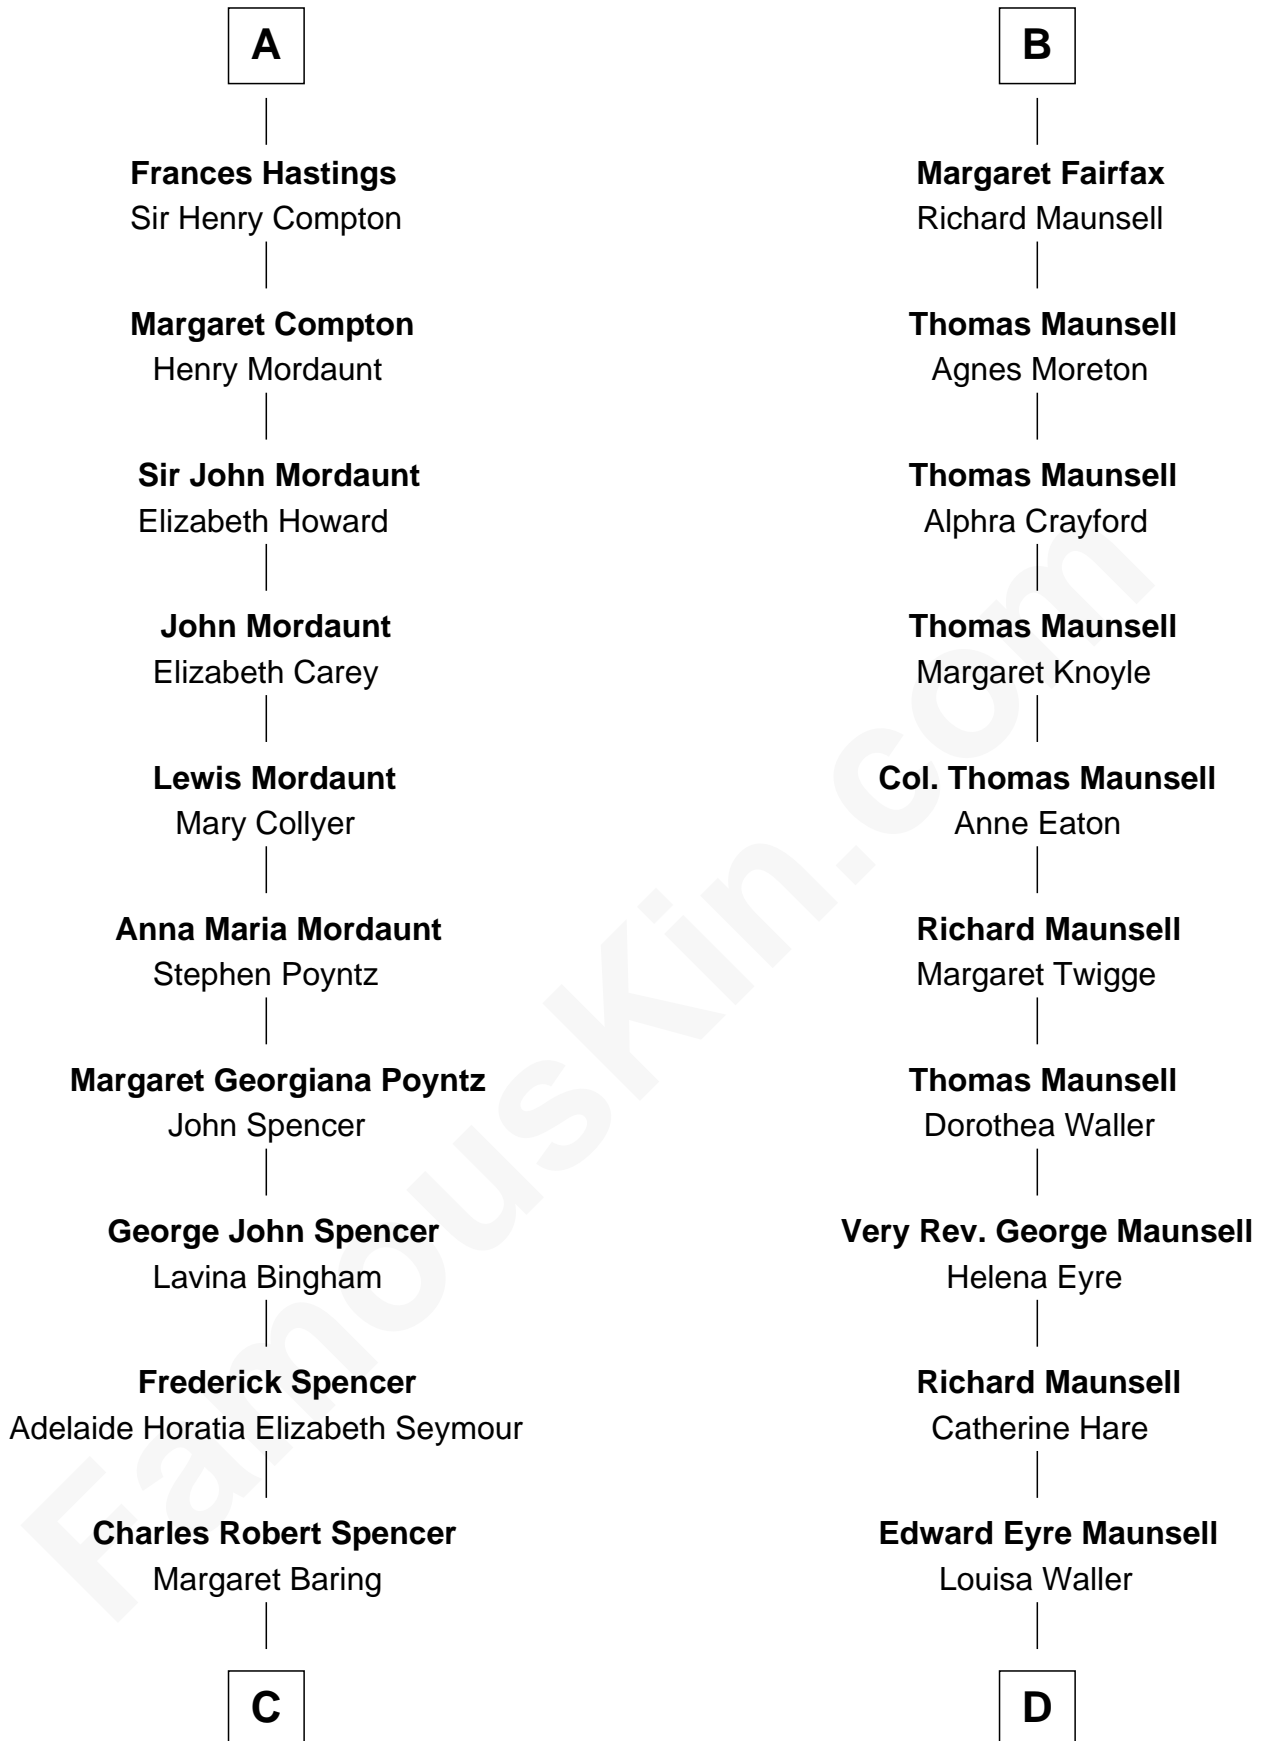 A
Frances Hastings
Sir Henry Compton
Margaret Compton
Henry Mordaunt
Sir John Mordaunt
Elizabeth Howard
John Mordaunt
Elizabeth Carey
Lewis Mordaunt
Mary Collyer
Anna Maria Mordaunt
Stephen Poyntz
Margaret Georgiana Poyntz
John Spencer
George John Spencer
Lavina Bingham
Frederick Spencer
Adelaide Horatia Elizabeth Seymour
Charles Robert Spencer
Margaret Baring
C
B
Margaret Fairfax
Richard Maunsell
Thomas Maunsell
Agnes Moreton
Thomas Maunsell
Alphra Crayford
Thomas Maunsell
Margaret Knoyle
Col. Thomas Maunsell
Anne Eaton
Richard Maunsell
Margaret Twigge
Thomas Maunsell
Dorothea Waller
Very Rev. George Maunsell
Helena Eyre
Richard Maunsell
Catherine Hare
Edward Eyre Maunsell
Louisa Waller
D
FamousKin.com